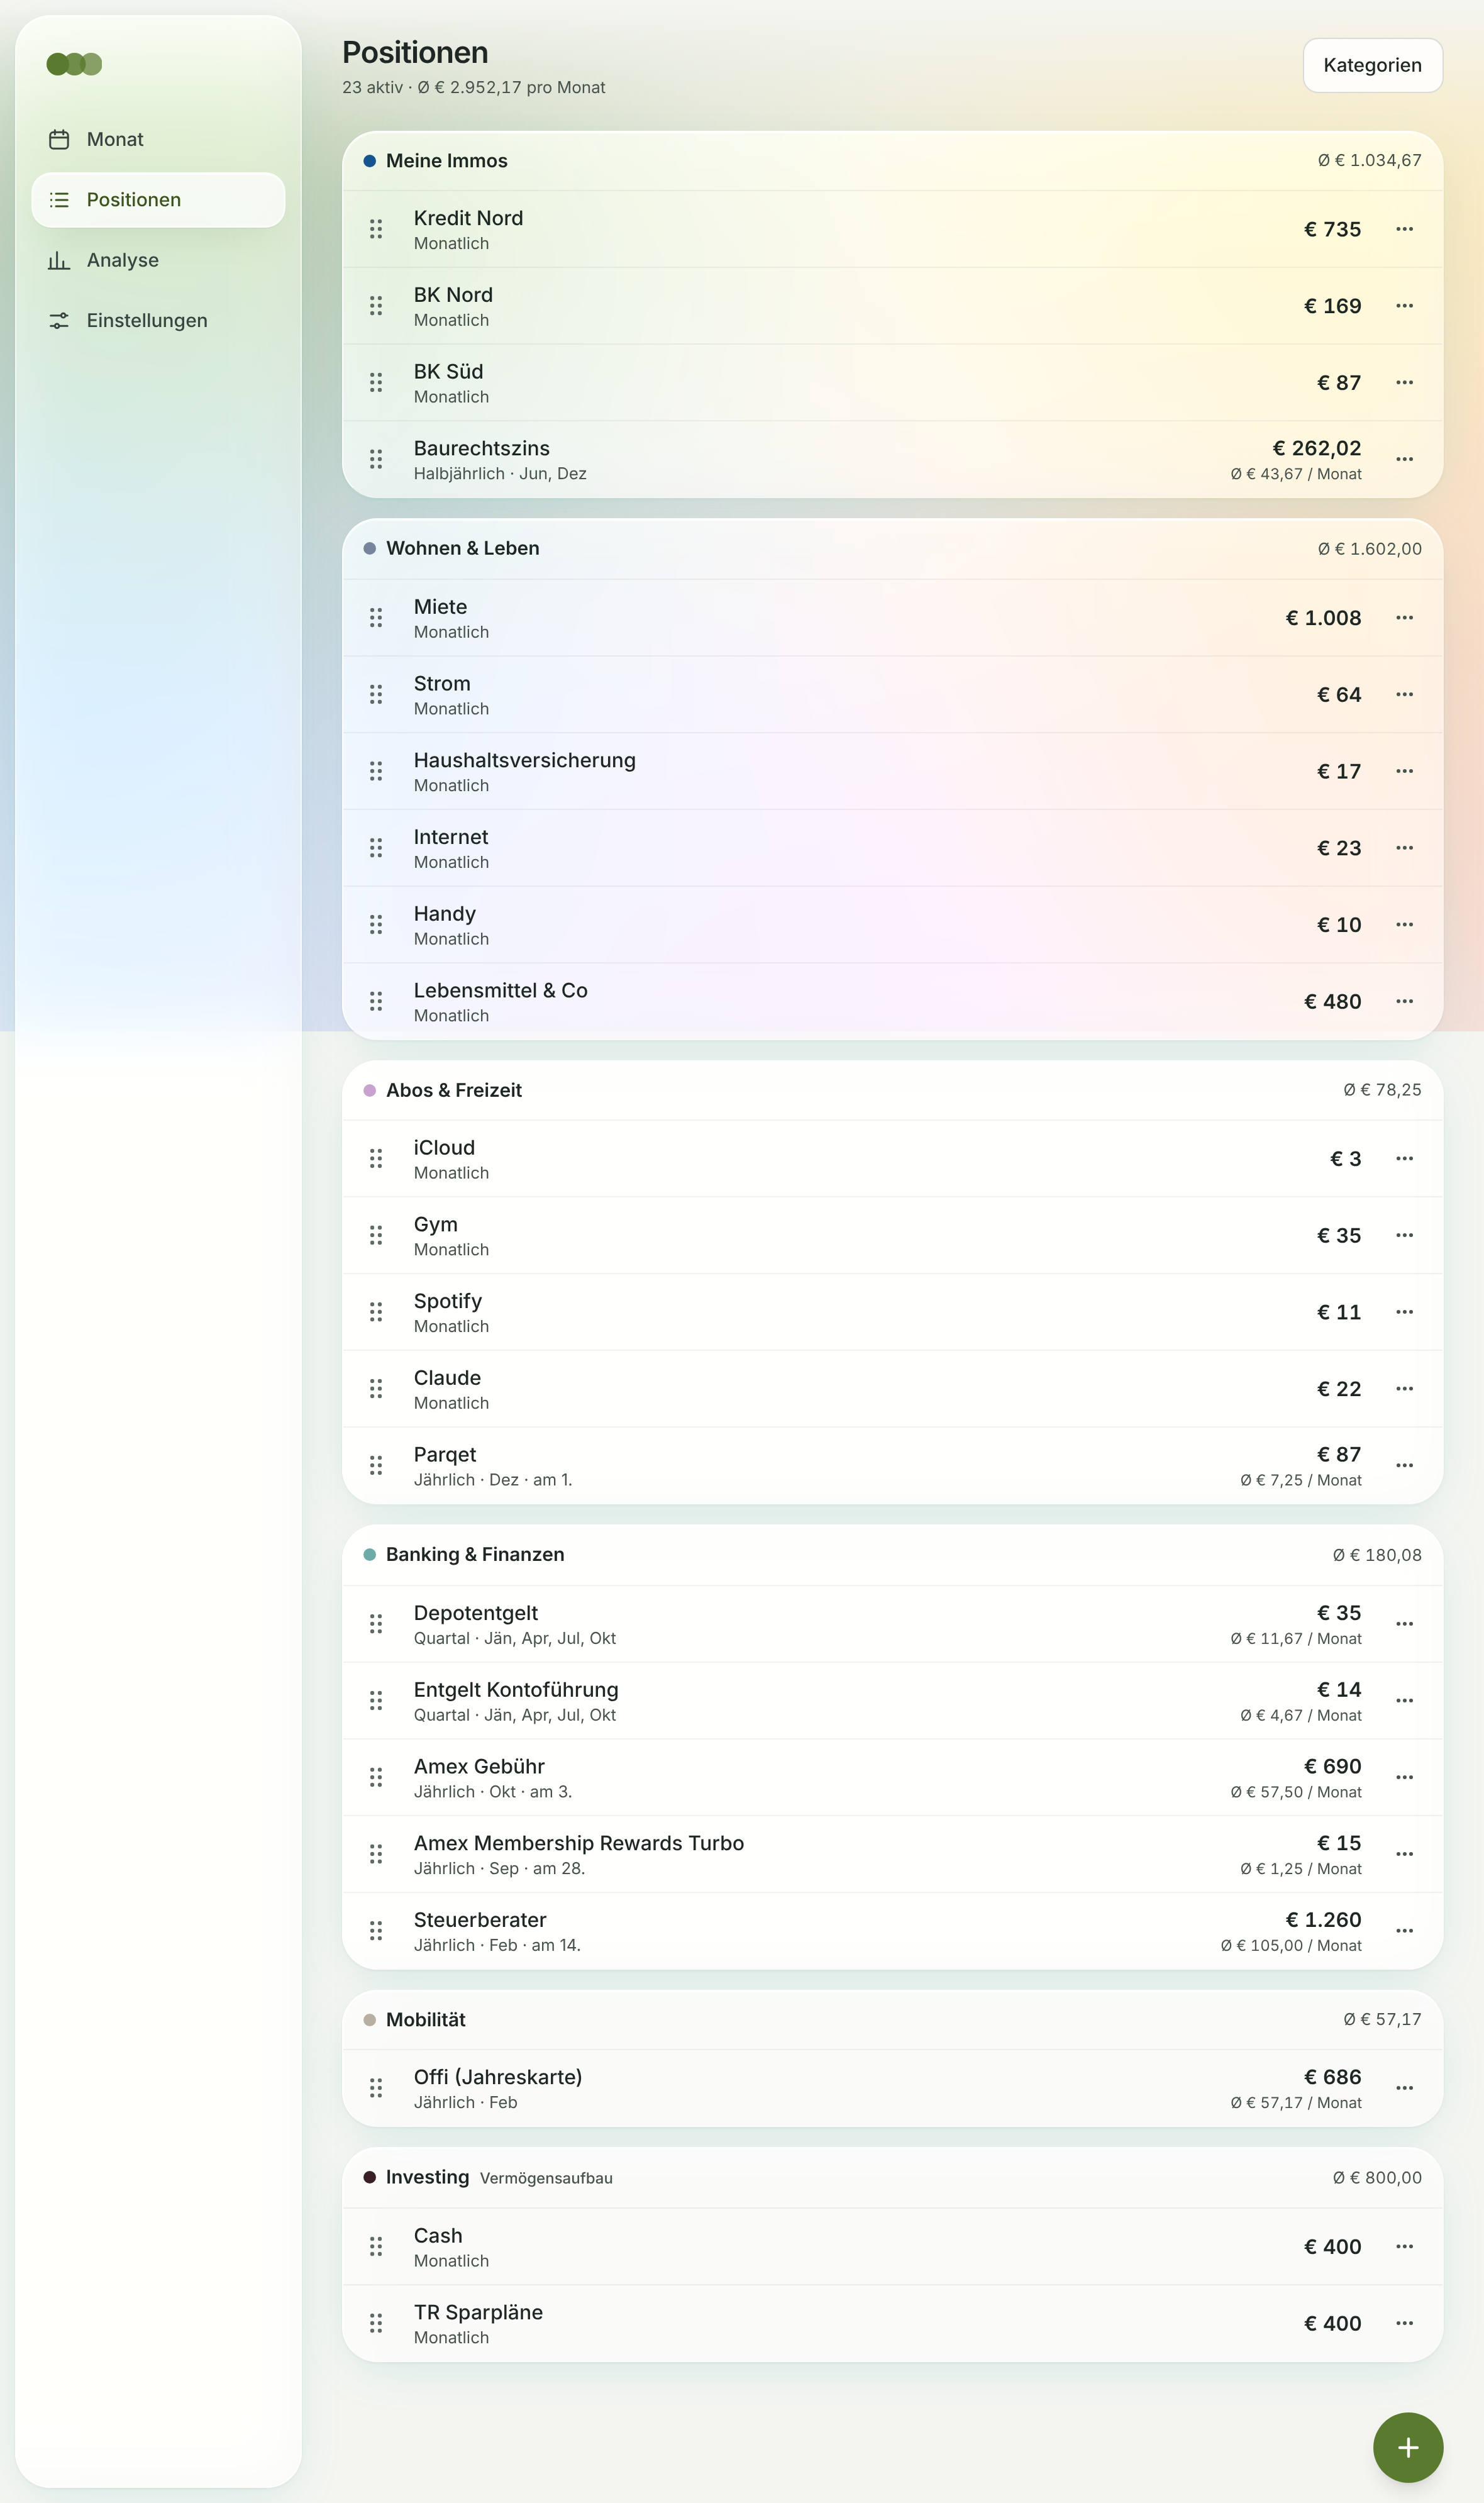 Positionen
23 aktiv · Ø € 2.952,17 pro Monat
Kategorien
Monat
Positionen
Analyse
Einstellungen
Meine Immos Ø € 1.034,67
Kredit Nord € 735
Monatlich
BK Nord € 169
Monatlich
BK Süd € 87
Monatlich
Baurechtszins € 262,02
Halbjährlich · Jun, Dez Ø € 43,67 / Monat
Wohnen & Leben Ø € 1.602,00
Miete € 1.008
Monatlich
Strom € 64
Monatlich
Haushaltsversicherung € 17
Monatlich
Internet € 23
Monatlich
Handy € 10
Monatlich
Lebensmittel & Co € 480
Monatlich
Abos & Freizeit Ø € 78,25
iCloud € 3
Monatlich
Gym € 35
Monatlich
Spotify € 11
Monatlich
Claude € 22
Monatlich
Parqet € 87
Jährlich · Dez · am 1. Ø € 7,25 / Monat
Banking & Finanzen Ø € 180,08
Depotentgelt € 35
Quartal · Jän, Apr, Jul, Okt Ø € 11,67 / Monat
Entgelt Kontoführung € 14
Quartal · Jän, Apr, Jul, Okt Ø € 4,67 / Monat
Amex Gebühr € 690
Jährlich · Okt · am 3. Ø € 57,50 / Monat
Amex Membership Rewards Turbo € 15
Jährlich · Sep · am 28. Ø € 1,25 / Monat
Steuerberater € 1.260
Jährlich · Feb · am 14. Ø € 105,00 / Monat
Mobilität Ø € 57,17
Offi (Jahreskarte) € 686
Jährlich · Feb Ø € 57,17 / Monat
Investing Vermögensaufbau Ø € 800,00
Cash € 400
Monatlich
TR Sparpläne € 400
Monatlich